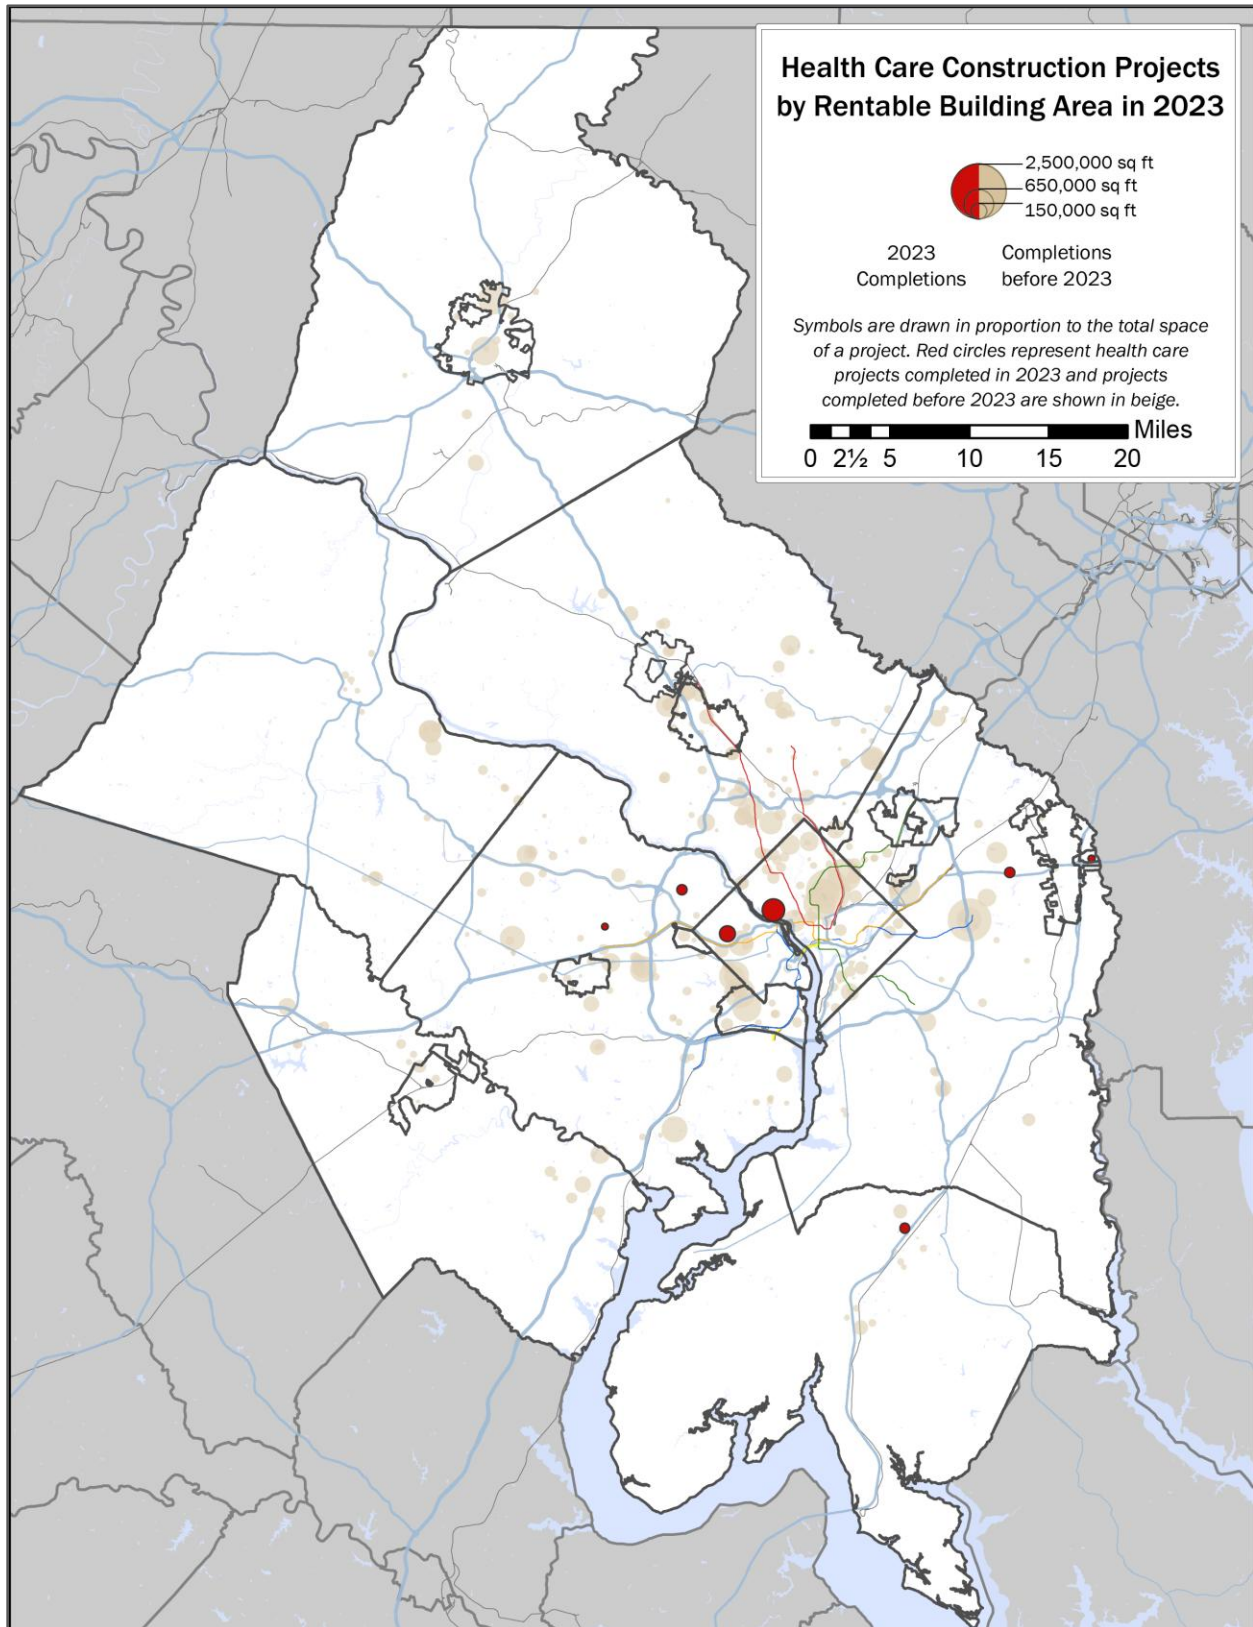 Health Care Construction Projects
by Rentable Building Area in 2023
2,500,000 sq ft
650,000 sq ft
150,000 sq ft
2023 Completions
Completions before 2023
Symbols are drawn in proportion to the total space
of a project. Red circles represent health care
projects completed in 2023 and projects
completed before 2023 are shown in beige.
Miles
0 2½ 5 10 15 20